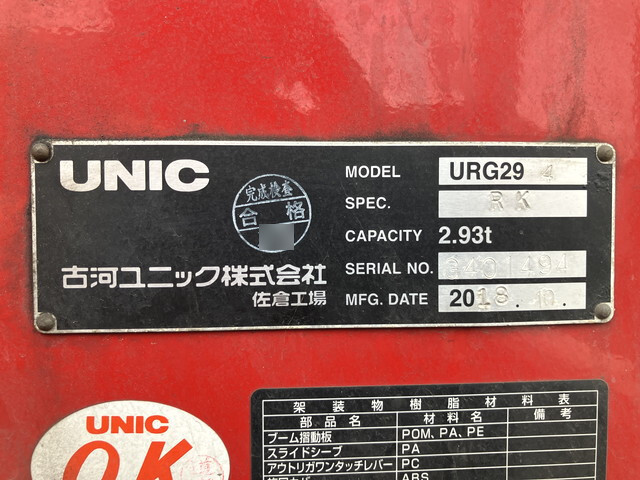 UNIC
完成検査
合格
古河ユニック株式会社
佐倉工場
MODEL URG29 4
SPEC. RK
CAPACITY 2.93t
SERIAL NO.
MFG. DATE 2018.
UNIC
OK
架装物樹脂材料表
部品名 材料名 備考
ブーム摺動板 POM、PA、PE
スライドシーブ PA
アウトリガワンタッチレバー PC
ABS